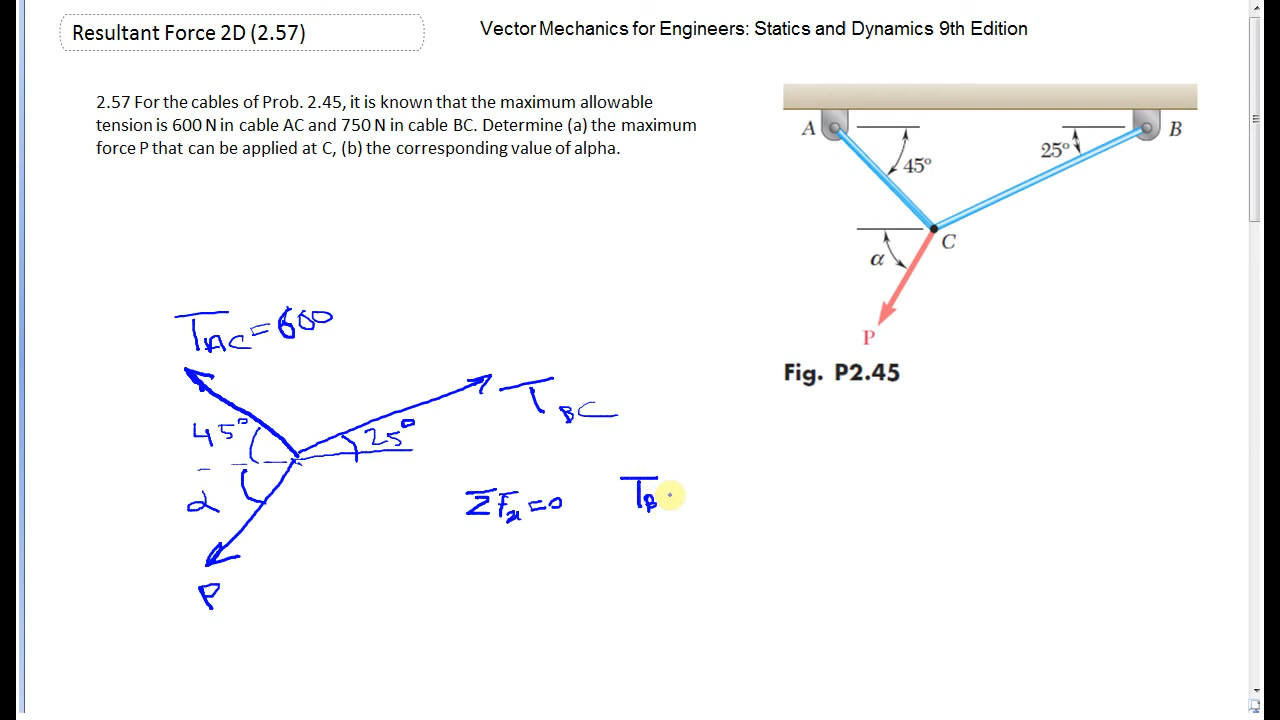 Resultant Force 2D (2.57)
Vector Mechanics for Engineers: Statics and Dynamics 9th Edition
2.57 For the cables of Prob. 2.45, it is known that the maximum allowable
tension is 600 N in cable AC and 750 N in cable BC. Determine (a) the maximum
force P that can be applied at C, (b) the corresponding value of alpha.
A
B
45°
25°
C
α
P
Fig. P2.45
T_AC = 600
T_BC
45°
25°
α
P
ΣF_x = 0
T_B